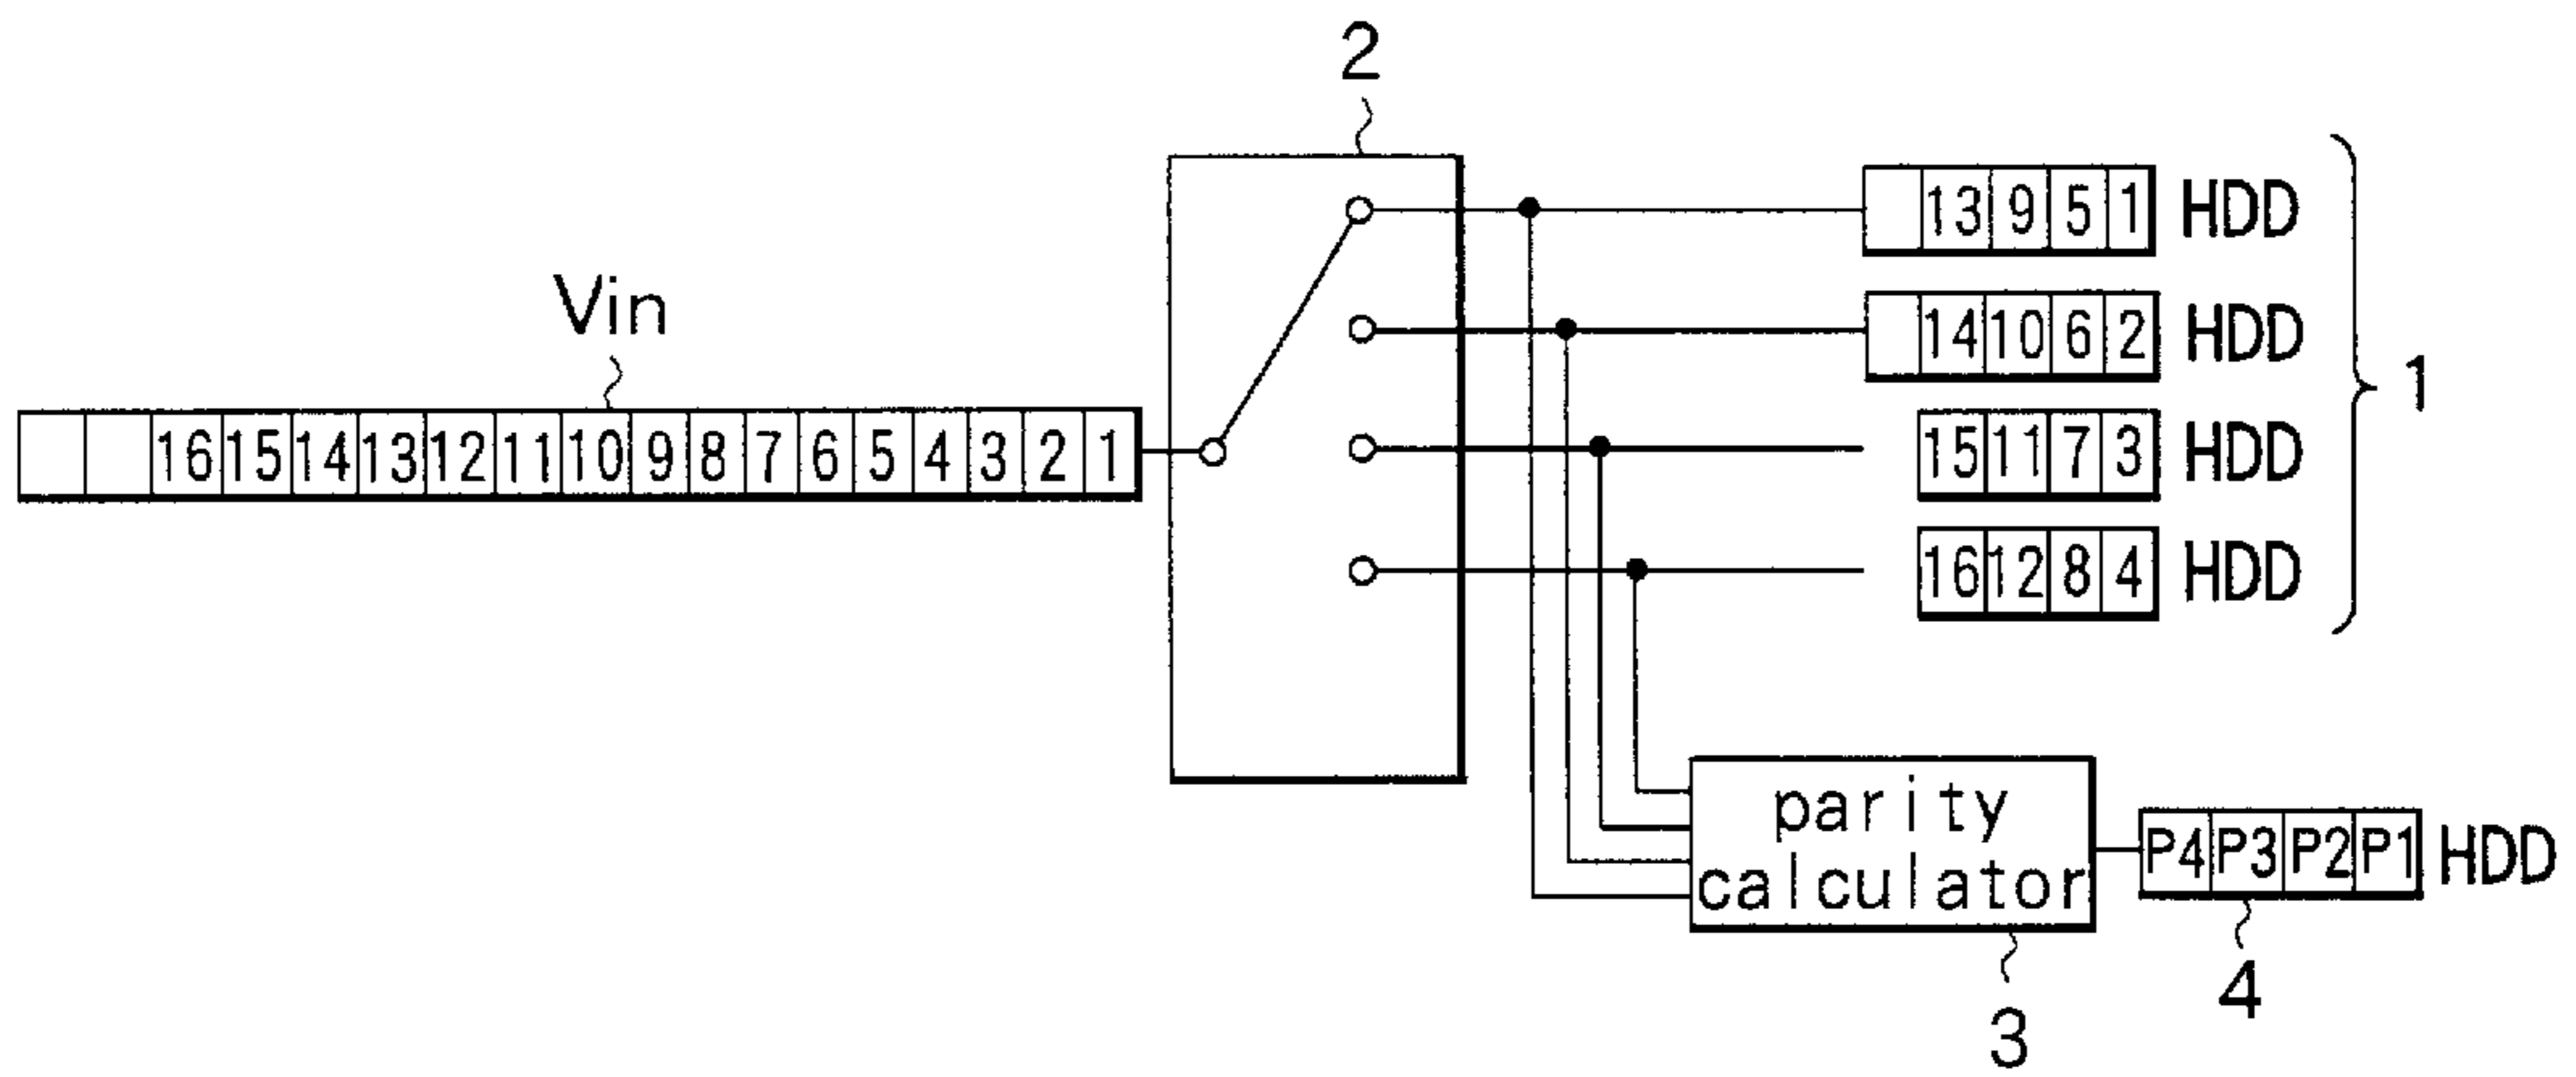 2
13 9 5 1 HDD
Vin
14 10 6 2 HDD
1
16 15 14 13 12 11 10 9 8 7 6 5 4 3 2 1
15 11 7 3 HDD
16 12 8 4 HDD
parity
calculator
P4 P3 P2 P1 HDD
4
3